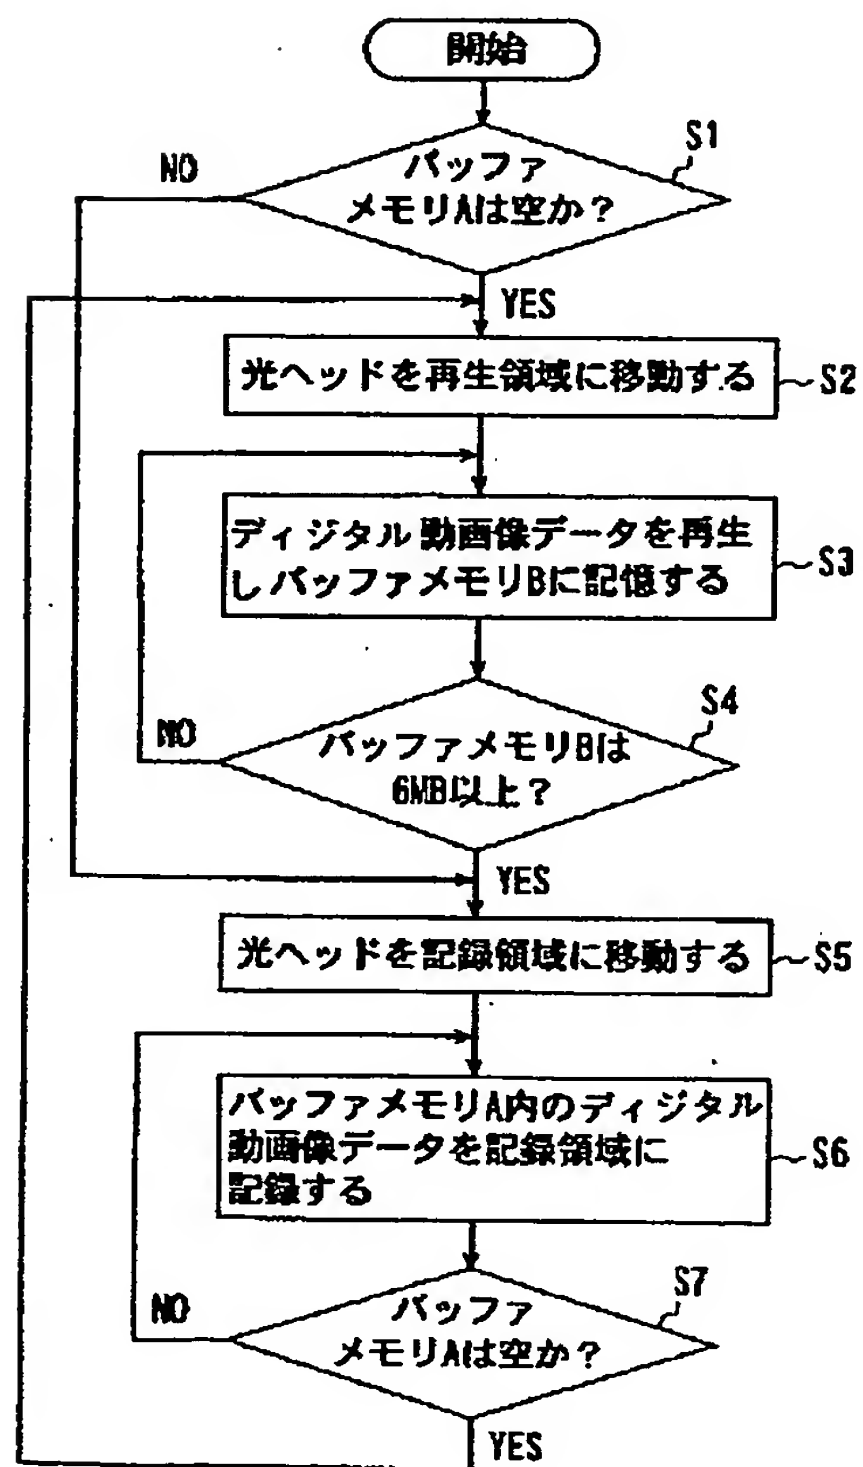 開始
S1
NO
バッファ
メモリAは空か?
YES
光ヘッドを再生領域に移動する
S2
ディジタル動画像データを再生
しバッファメモリBに記憶する
S3
S4
NO
バッファメモリBは
6MB以上?
YES
光ヘッドを記録領域に移動する
S5
バッファメモリA内のディジタル
動画像データを記録領域に
記録する
S6
S7
NO
バッファ
メモリAは空か?
YES